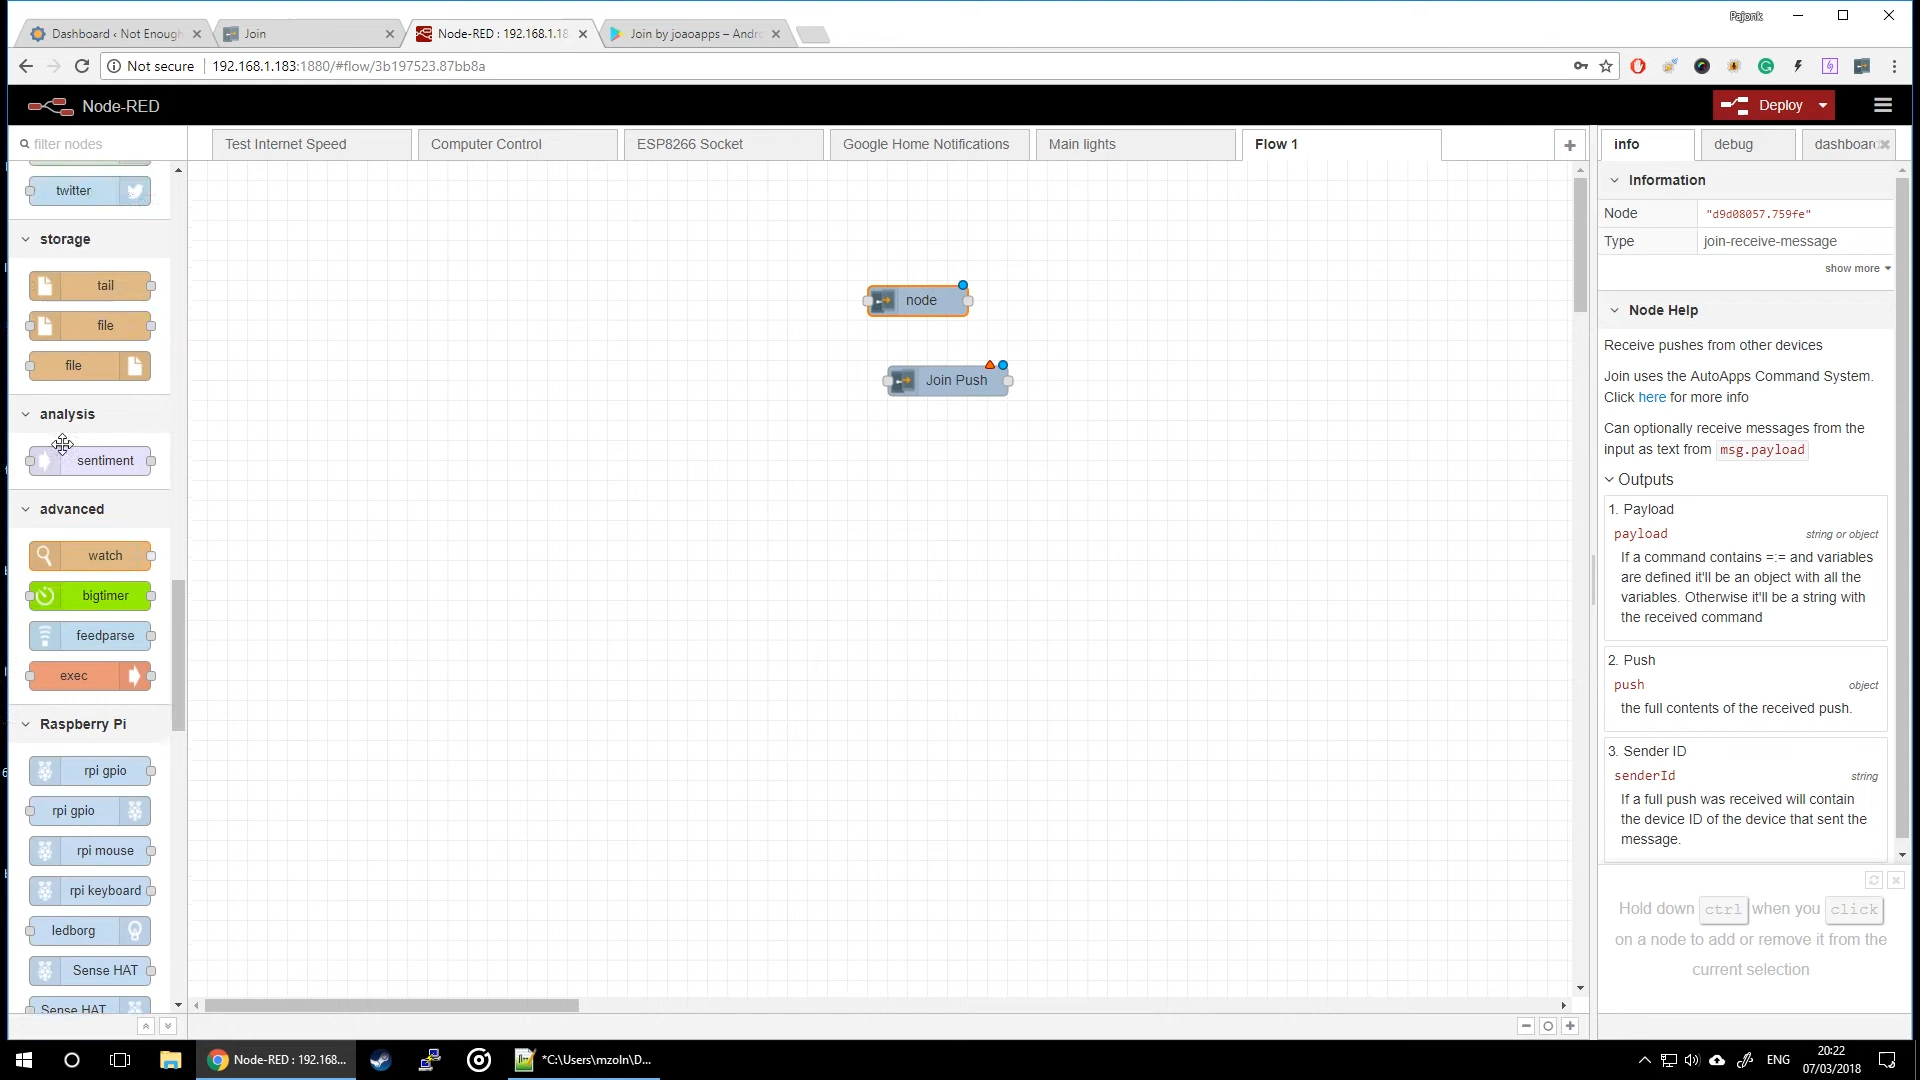 Pajonk
Dashboard ‹ Not Enough
Join
Node-RED : 192.168.1.18
Join by joaoapps – Andro
Not secure
192.168.1.183:1880/#flow/3b197523.87bb8a
Node-RED
Deploy
filter nodes
Test Internet Speed
Computer Control
ESP8266 Socket
Google Home Notifications
Main lights
Flow 1
info
debug
dashboard
twitter
storage
tail
file
file
analysis
sentiment
advanced
watch
bigtimer
feedparse
exec
Raspberry Pi
rpi gpio
rpi gpio
rpi mouse
rpi keyboard
ledborg
Sense HAT
Sense HAT
node
Join Push
Information
Node "d9d08057.759fe"
Type join-receive-message
show more
Node Help
Receive pushes from other devices
Join uses the AutoApps Command System.
Click here for more info
Can optionally receive messages from the
input as text from msg.payload
Outputs
1. Payload
payload string or object
If a command contains =:= and variables
are defined it'll be an object with all the
variables. Otherwise it'll be a string with
the received command
2. Push
push object
the full contents of the received push.
3. Sender ID
senderId string
If a full push was received will contain
the device ID of the device that sent the
message.
Hold down ctrl when you click
on a node to add or remove it from the
current selection
Node-RED : 192.168...
*C:\Users\mzoln\D...
ENG
20:22
07/03/2018